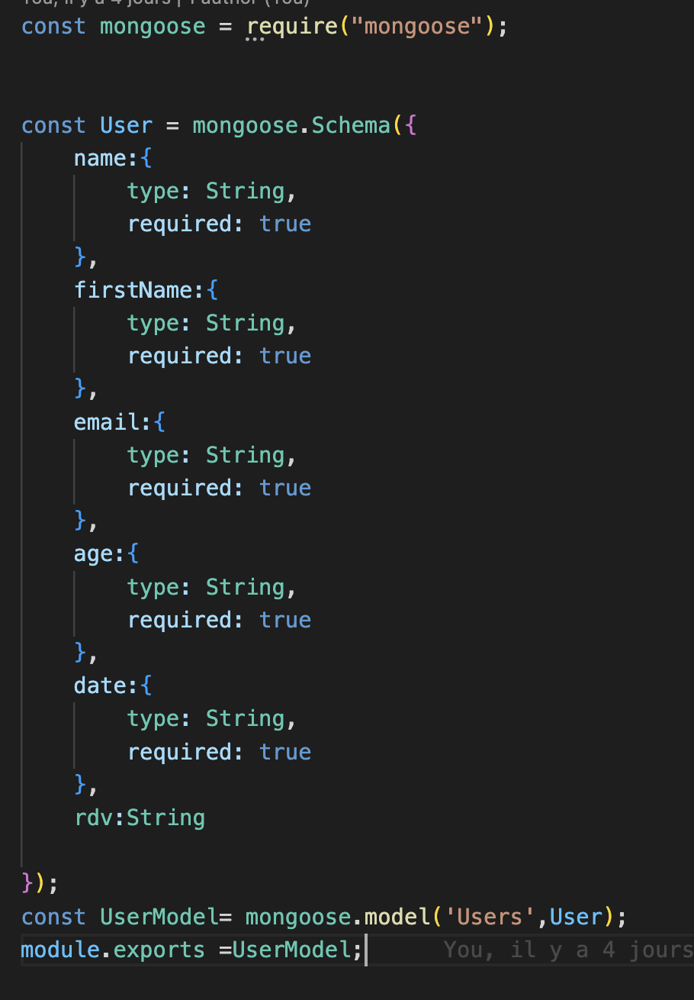 You, il y a 4 jours | 1 author (You)
const mongoose = require("mongoose");
const User = mongoose.Schema({
name:{
type: String,
required: true
},
firstName:{
type: String,
required: true
},
email:{
type: String,
required: true
},
age:{
type: String,
required: true
},
date:{
type: String,
required: true
},
rdv:String
});
const UserModel= mongoose.model('Users',User);
module.exports =UserModel; You, il y a 4 jours